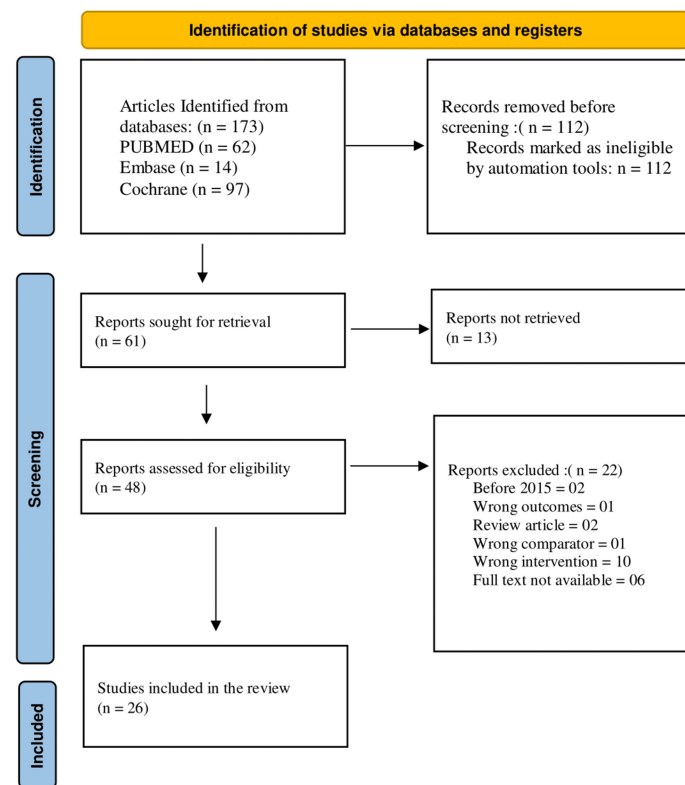 Identification of studies via databases and registers
Identification
Articles Identified from
databases: (n = 173)
PUBMED (n = 62)
Embase (n = 14)
Cochrane (n = 97)
Records removed before
screening :( n = 112)
Records marked as ineligible
by automation tools: n = 112
Screening
Reports sought for retrieval
(n = 61)
Reports not retrieved
(n = 13)
Reports assessed for eligibility
(n = 48)
Reports excluded :( n = 22)
Before 2015 = 02
Wrong outcomes = 01
Review article = 02
Wrong comparator = 01
Wrong intervention = 10
Full text not available = 06
Included
Studies included in the review
(n = 26)